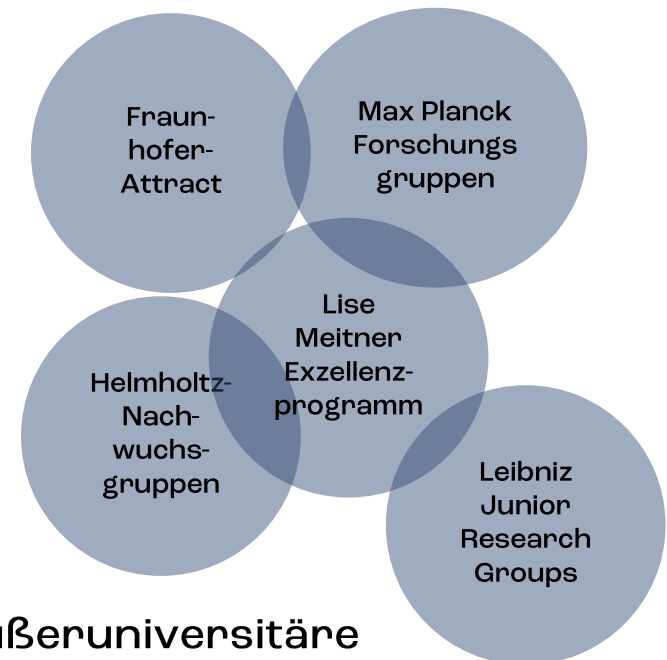 Fraun-
hofer-
Attract
Max Planck
Forschungs
gruppen
Lise
Meitner
Exzellenz-
programm
Helmholtz-
Nach-
wuchs-
gruppen
Leibniz
Junior
Research
Groups
ußeruniversitäre